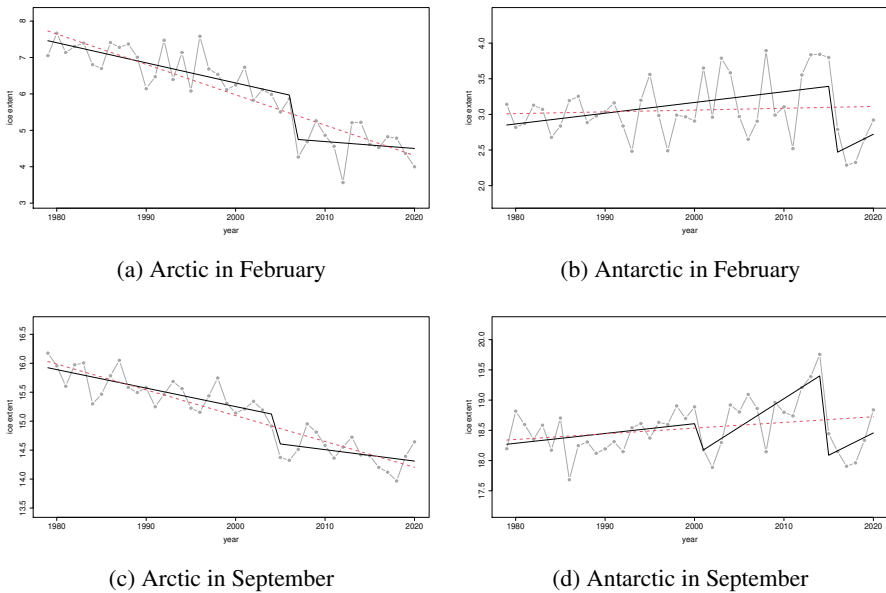 8
7
6
5
4
3
ice extent
1980 1990 2000 2010 2020
year
4.0
3.5
3.0
2.5
2.0
ice extent
1980 1990 2000 2010 2020
year
(a) Arctic in February
(b) Antarctic in February
16.5
16.0
15.5
15.0
14.5
14.0
13.5
ice extent
1980 1990 2000 2010 2020
year
20.0
19.5
19.0
18.5
18.0
17.5
ice extent
1980 1990 2000 2010 2020
year
(c) Arctic in September
(d) Antarctic in September